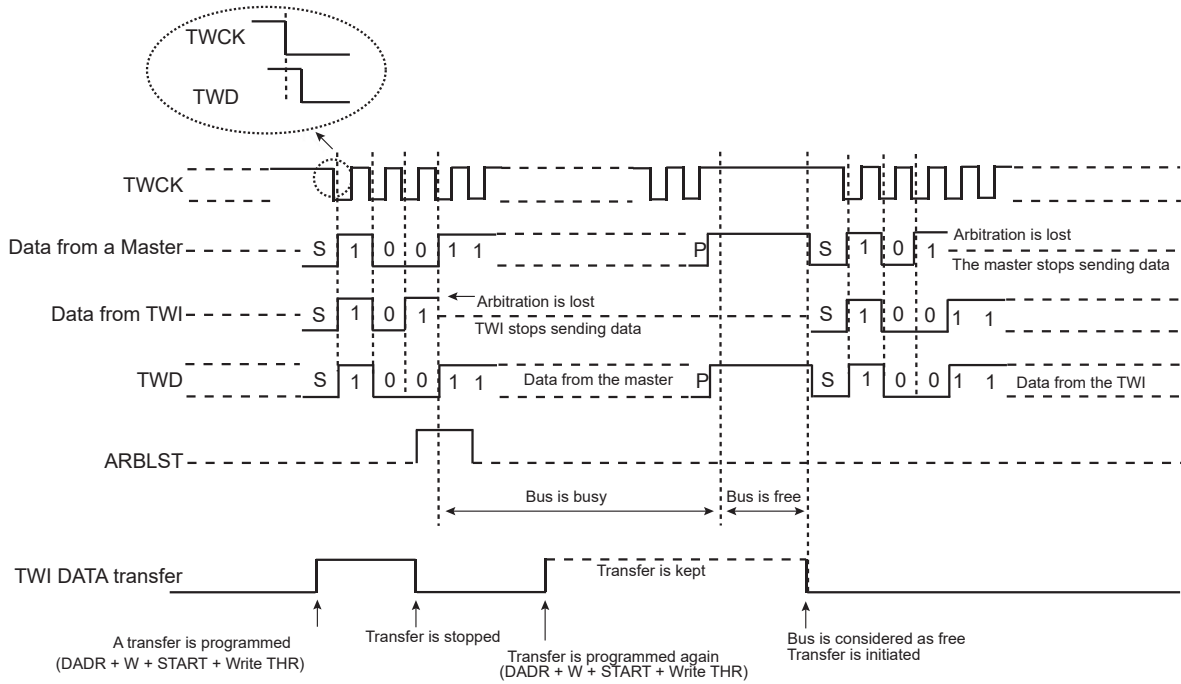 TWCK
TWD
TWCK
Data from a Master S 1 0 0 1 1 P S 1 0 1 Arbitration is lost
The master stops sending data
Data from TWI S 1 0 1 Arbitration is lost S 1 0 0 1 1
TWI stops sending data
TWD S 1 0 0 1 1 Data from the master P S 1 0 0 1 1 Data from the TWI
ARBLST
Bus is busy Bus is free
TWI DATA transfer Transfer is kept
A transfer is programmed
(DADR + W + START + Write THR)
Transfer is stopped
Transfer is programmed again
(DADR + W + START + Write THR)
Bus is considered as free
Transfer is initiated